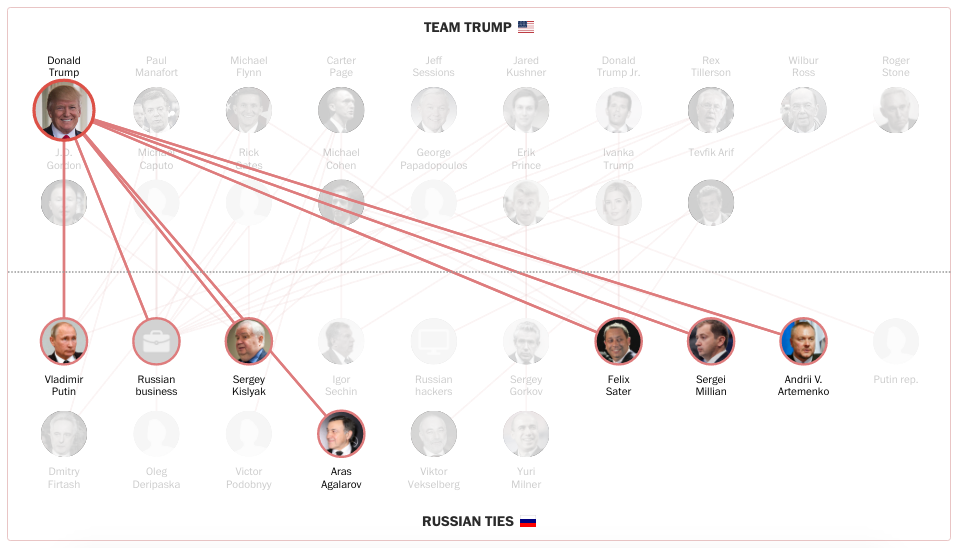 TEAM TRUMP
Donald Paul Michael Carter Jeff Jared Donald Rex Wilbur Roger
Trump Manafort Flynn Page Sessions Kushner Trump Jr. Tillerson Ross Stone
J.D. Michael Rick Michael George Erik Ivanka Tevfik Arif
Gordon Caputo Gates Cohen Papadopoulos Prince Trump
Vladimir Russian Sergey Igor Russian Sergey Felix Sergei Andrii V. Putin rep.
Putin business Kislyak Sechin hackers Gorkov Sater Millian Artemenko
Dmitry Oleg Victor Aras Viktor Yuri
Firtash Deripaska Podobnyy Agalarov Vekselberg Milner
RUSSIAN TIES